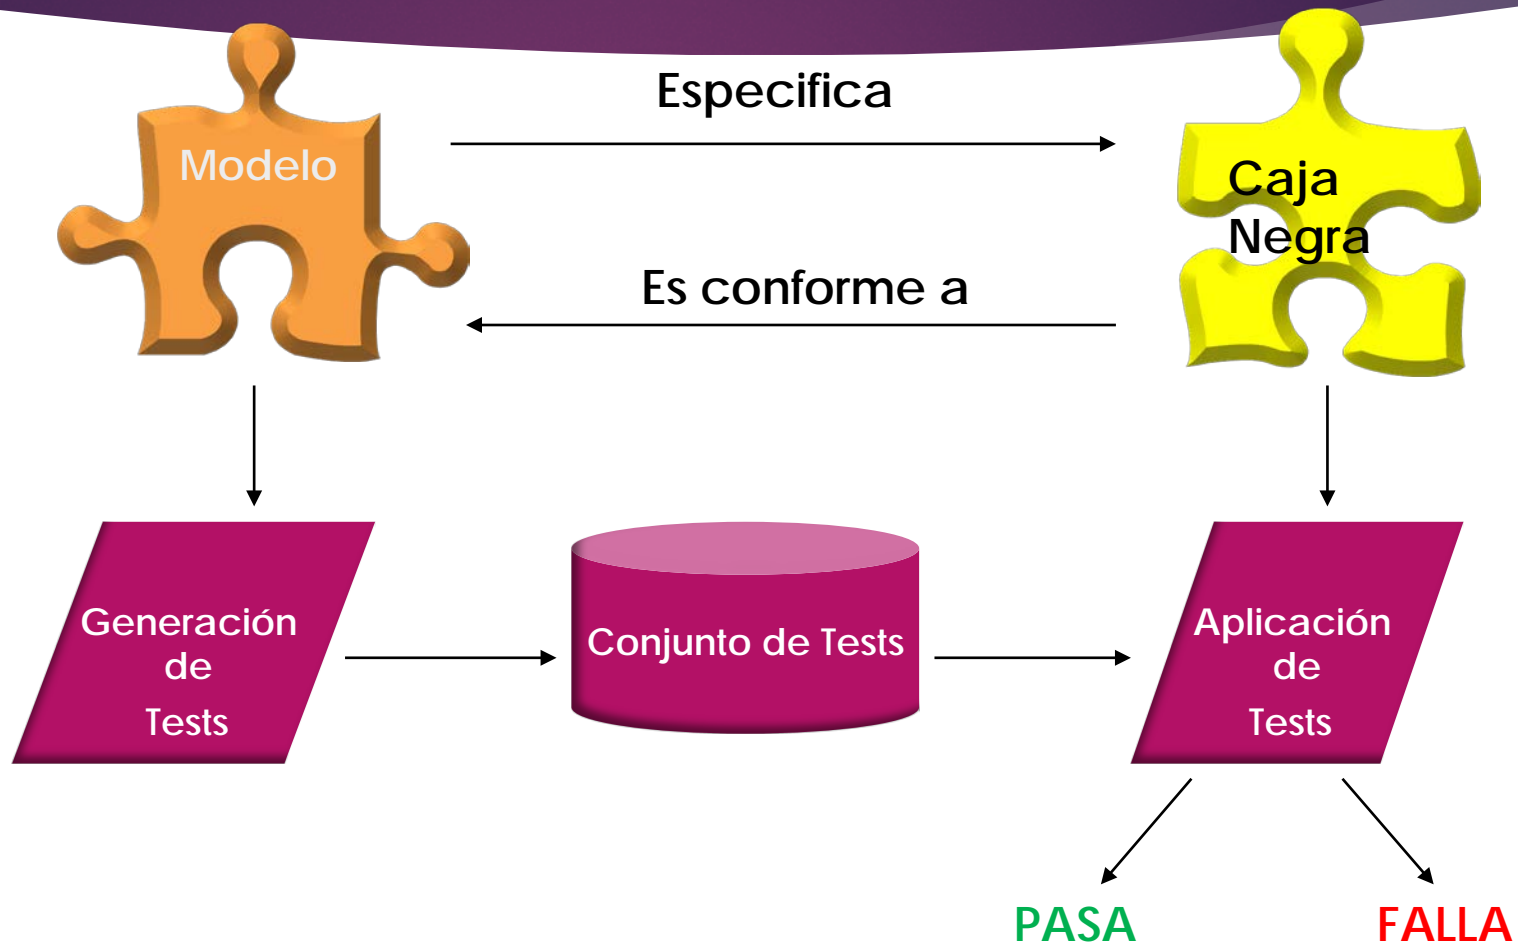 Especifica
Modelo
Caja
Negra
Es conforme a
Generación
de
Tests
Conjunto de Tests
Aplicación
de
Tests
PASA
FALLA